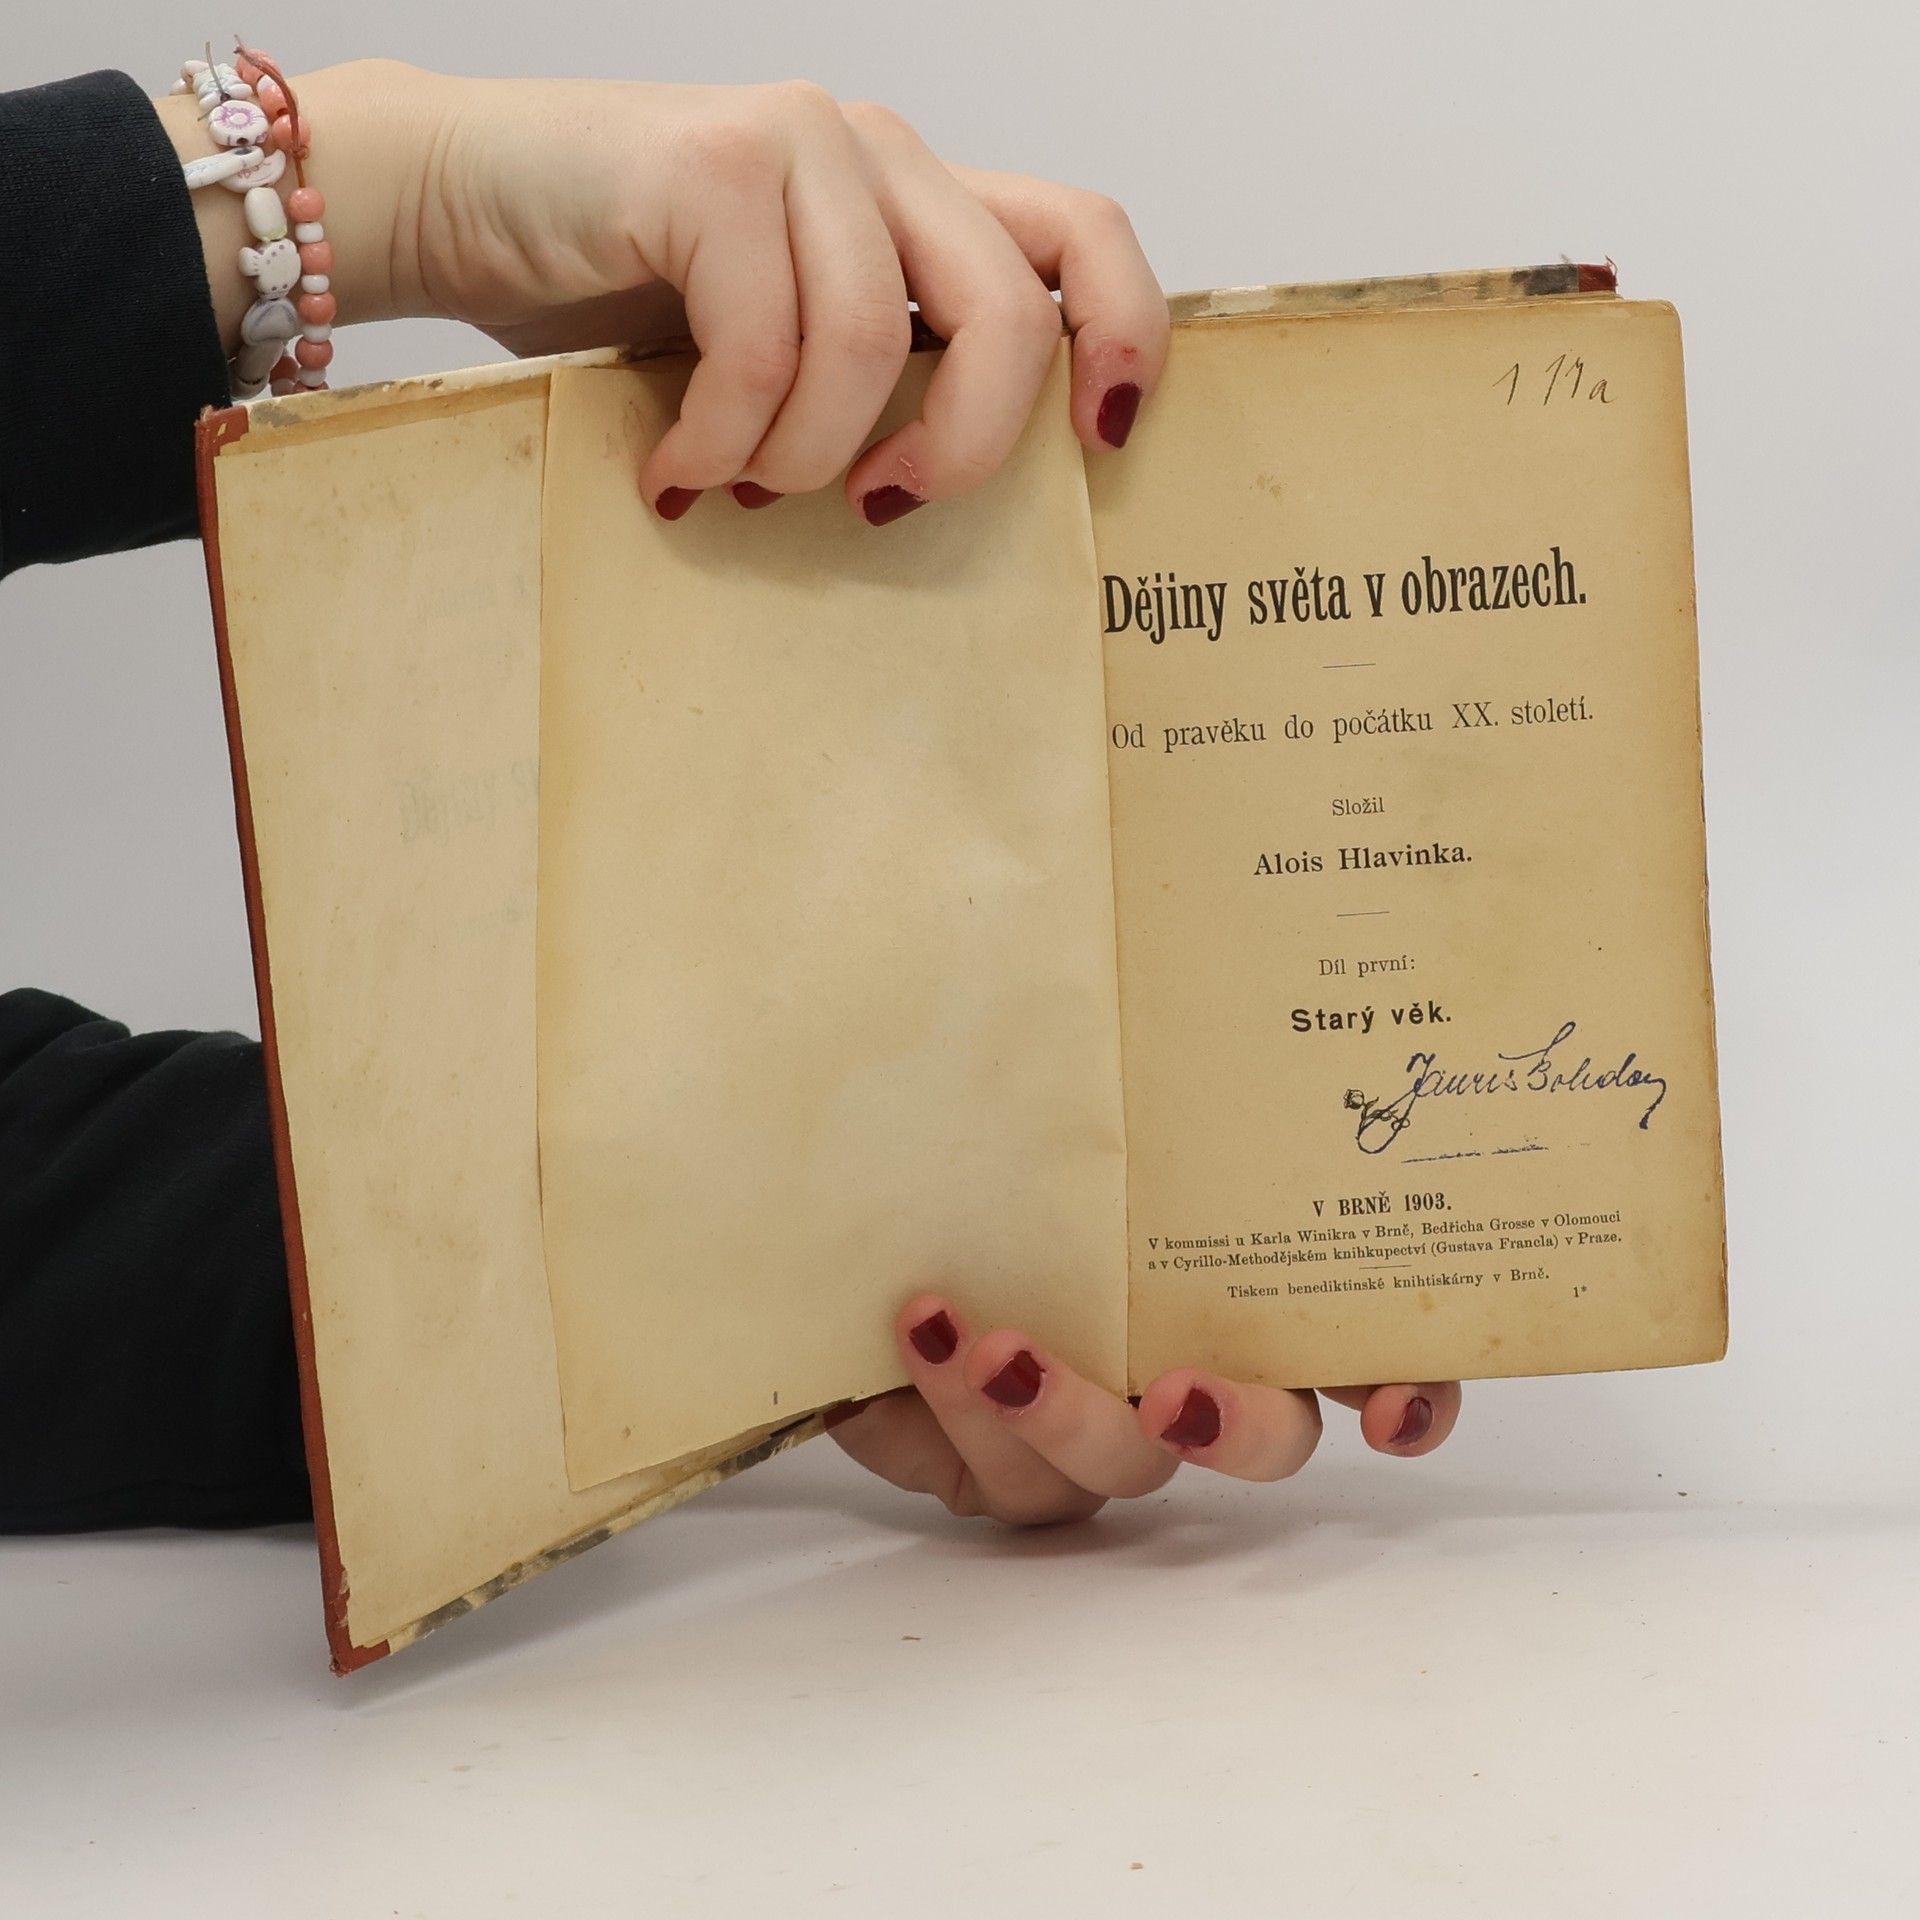 1 17a
Dějiny světa v obrazech.
Od pravěku do počátku XX. století.
Složil
Alois Hlavinka.
Díl první:
Starý věk.
V BRNĚ 1903.
V kommissi u Karla Winikra v Brně, Bedřicha Grosse v Olomouci
a v Cyrillo-Methodějském knihkupectví (Gustava Francla) v Praze.
Tiskem benediktinské knihtiskárny v Brně.
1*